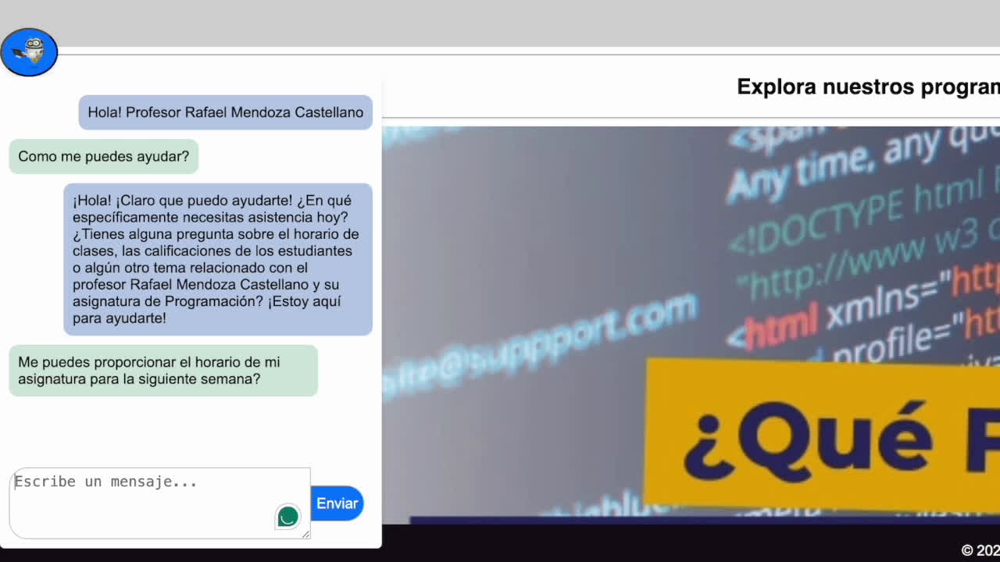 Explora nuestros program
Hola! Profesor Rafael Mendoza Castellano
Como me puedes ayudar?
¡Hola! ¡Claro que puedo ayudarte! ¿En qué
específicamente necesitas asistencia hoy?
¿Tienes alguna pregunta sobre el horario de
clases, las calificaciones de los estudiantes
o algún otro tema relacionado con el
profesor Rafael Mendoza Castellano y su
asignatura de Programación? ¡Estoy aquí
para ayudarte!
Me puedes proporcionar el horario de mi
asignatura para la siguiente semana?
Escribe un mensaje...
Enviar
<span
Any time, any que
<!DOCTYPE html
"http://www w3
<html xmlns="http
profile="htt
site@suppport.com
¿Qué P
© 202